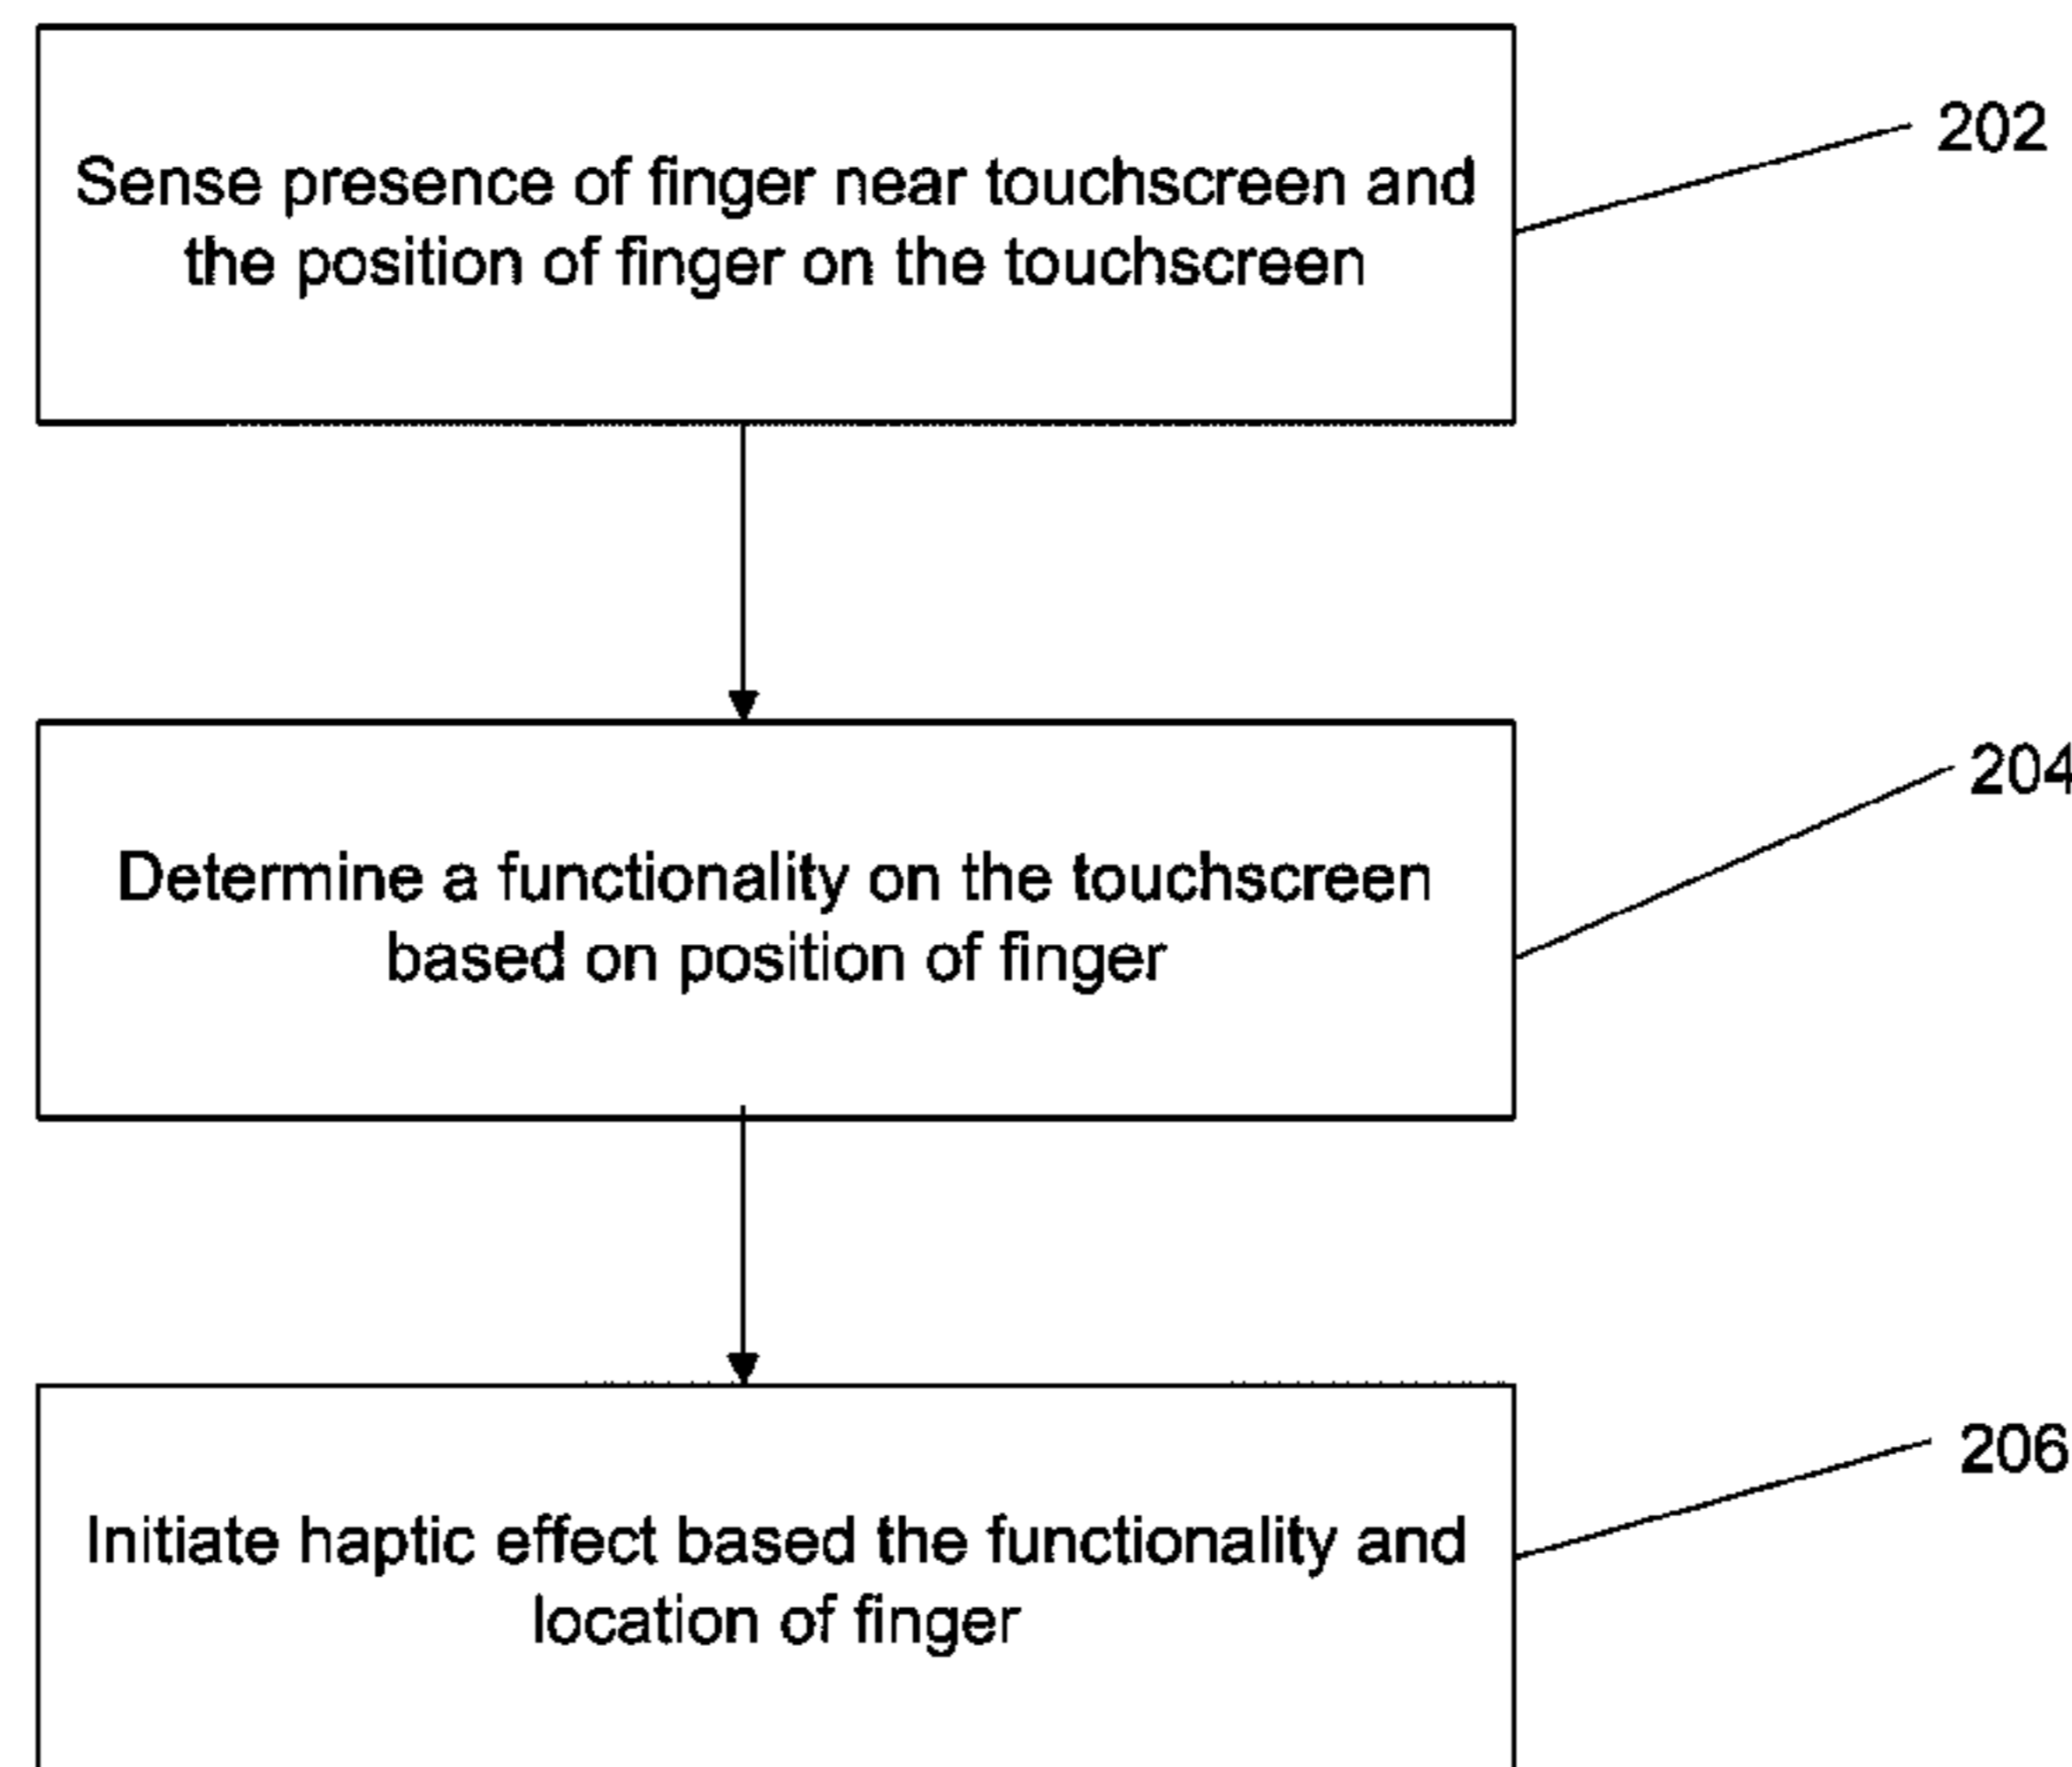 Sense presence of finger near touchscreen and
the position of finger on the touchscreen
202
Determine a functionality on the touchscreen
based on position of finger
204
Initiate haptic effect based the functionality and
location of finger
206